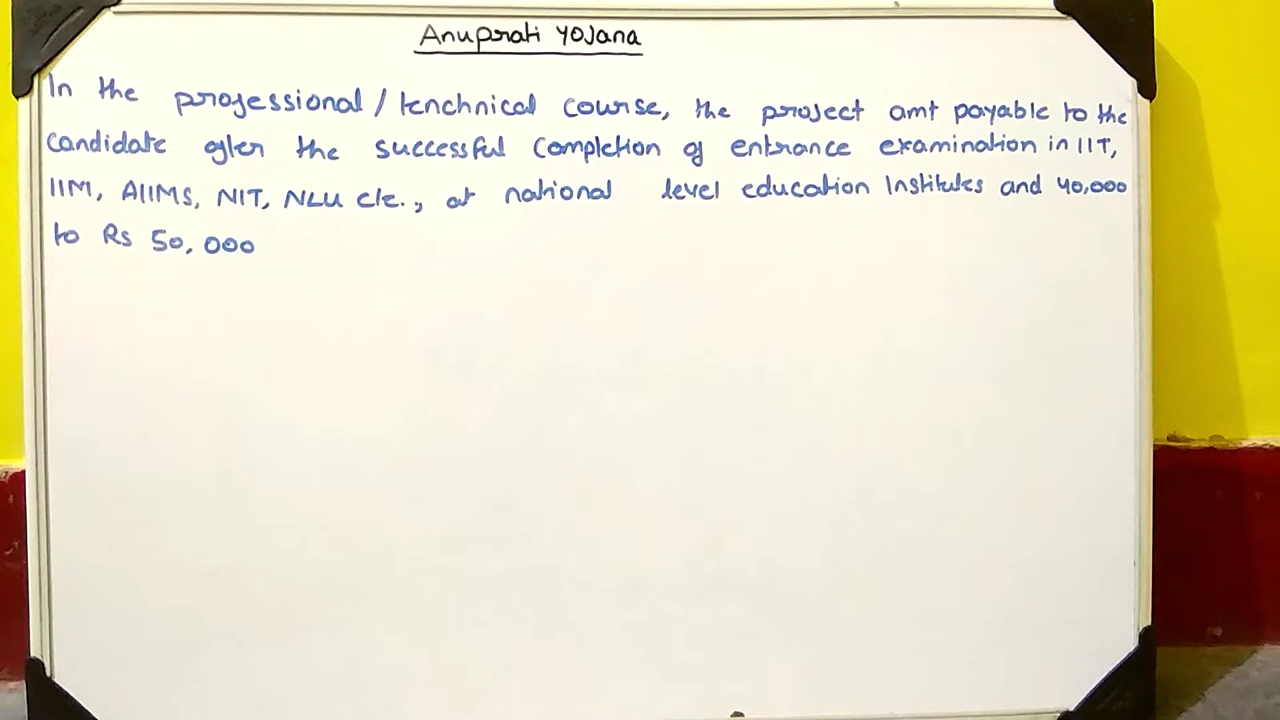 Anuprati Yojana
In the professional / tenchnical course, the project amt payable to the
candidate after the successful completion of entrance examination in IIT,
IIM, AIIMS, NIT, NLU etc., at national level education Institutes and 40,000
to Rs 50,000